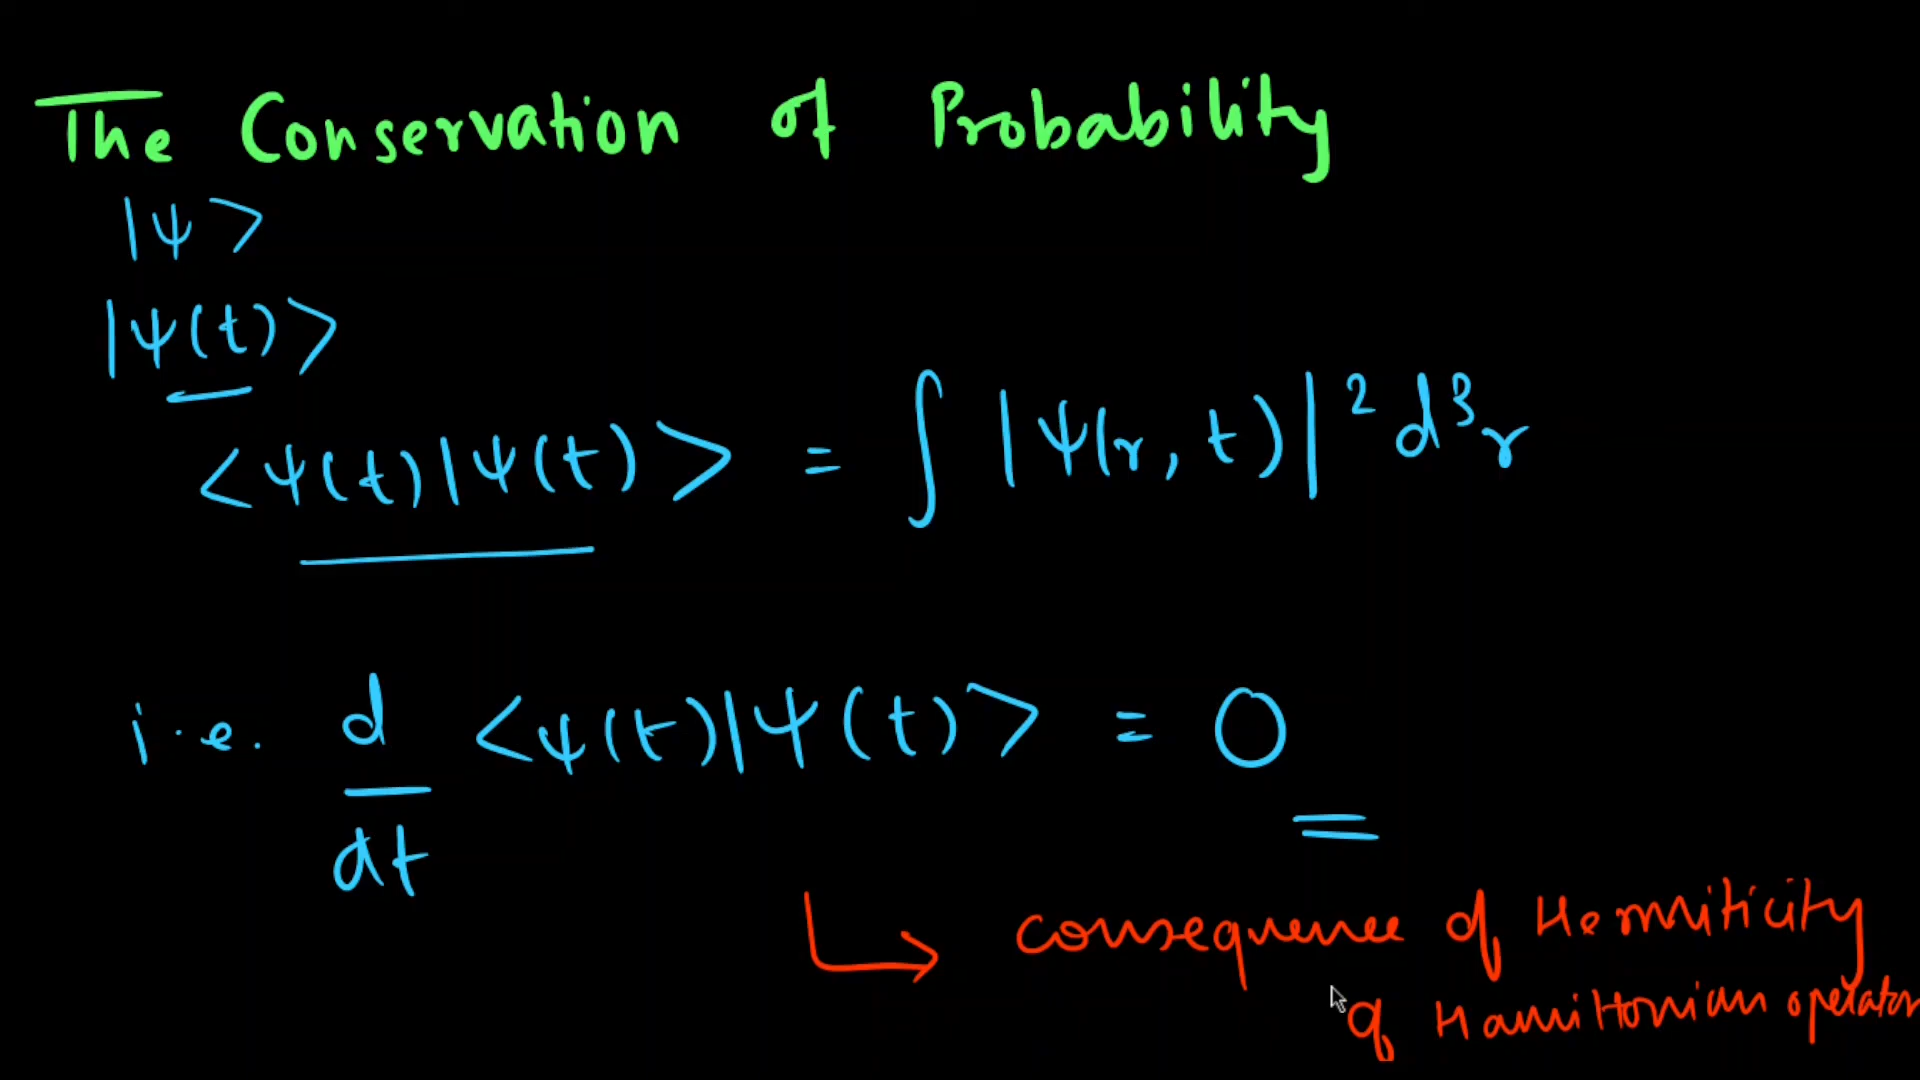 The Conservation of Probability
|ψ>
|ψ(t)>
<ψ(t)|ψ(t)> = ∫ |ψ(r, t)|² d³r
i.e. d/dt <ψ(t)|ψ(t)> = 0
consequence of Hermiticity
of Hamiltonian operator